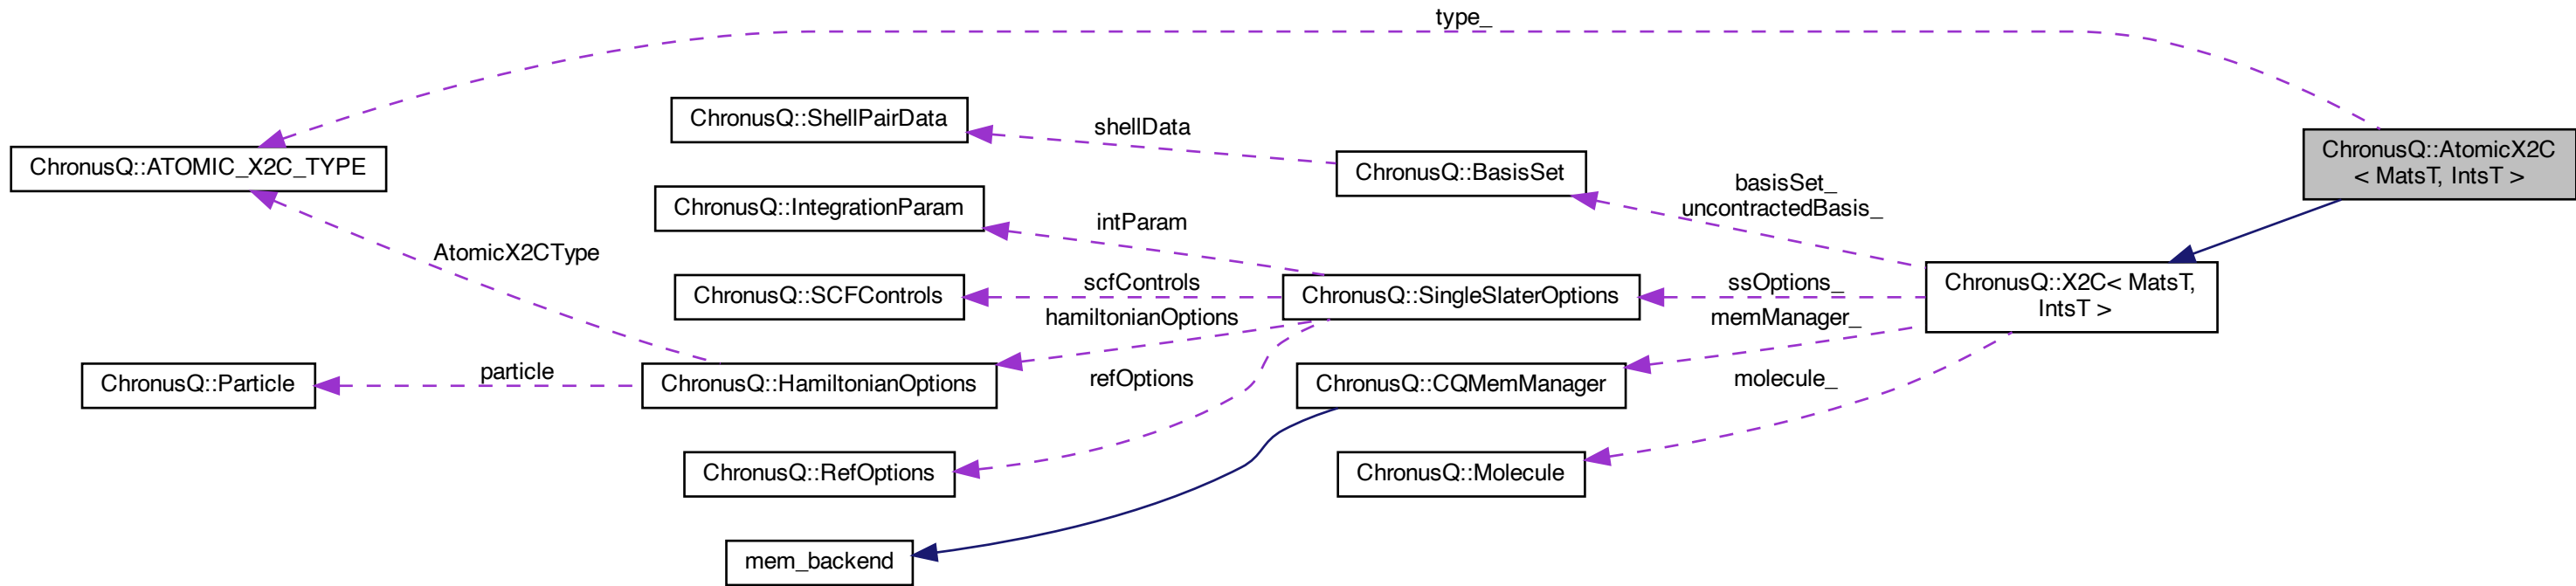 type_
ChronusQ::ShellPairData
shellData
ChronusQ::AtomicX2C
< MatsT, IntsT >
ChronusQ::ATOMIC_X2C_TYPE
ChronusQ::BasisSet
basisSet_
uncontractedBasis_
ChronusQ::IntegrationParam
intParam
AtomicX2CType
ChronusQ::SCFControls
scfControls
ChronusQ::SingleSlaterOptions
ssOptions_
ChronusQ::X2C< MatsT,
IntsT >
hamiltonianOptions
memManager_
ChronusQ::Particle
particle
ChronusQ::HamiltonianOptions
refOptions
ChronusQ::CQMemManager
molecule_
ChronusQ::RefOptions
ChronusQ::Molecule
mem_backend